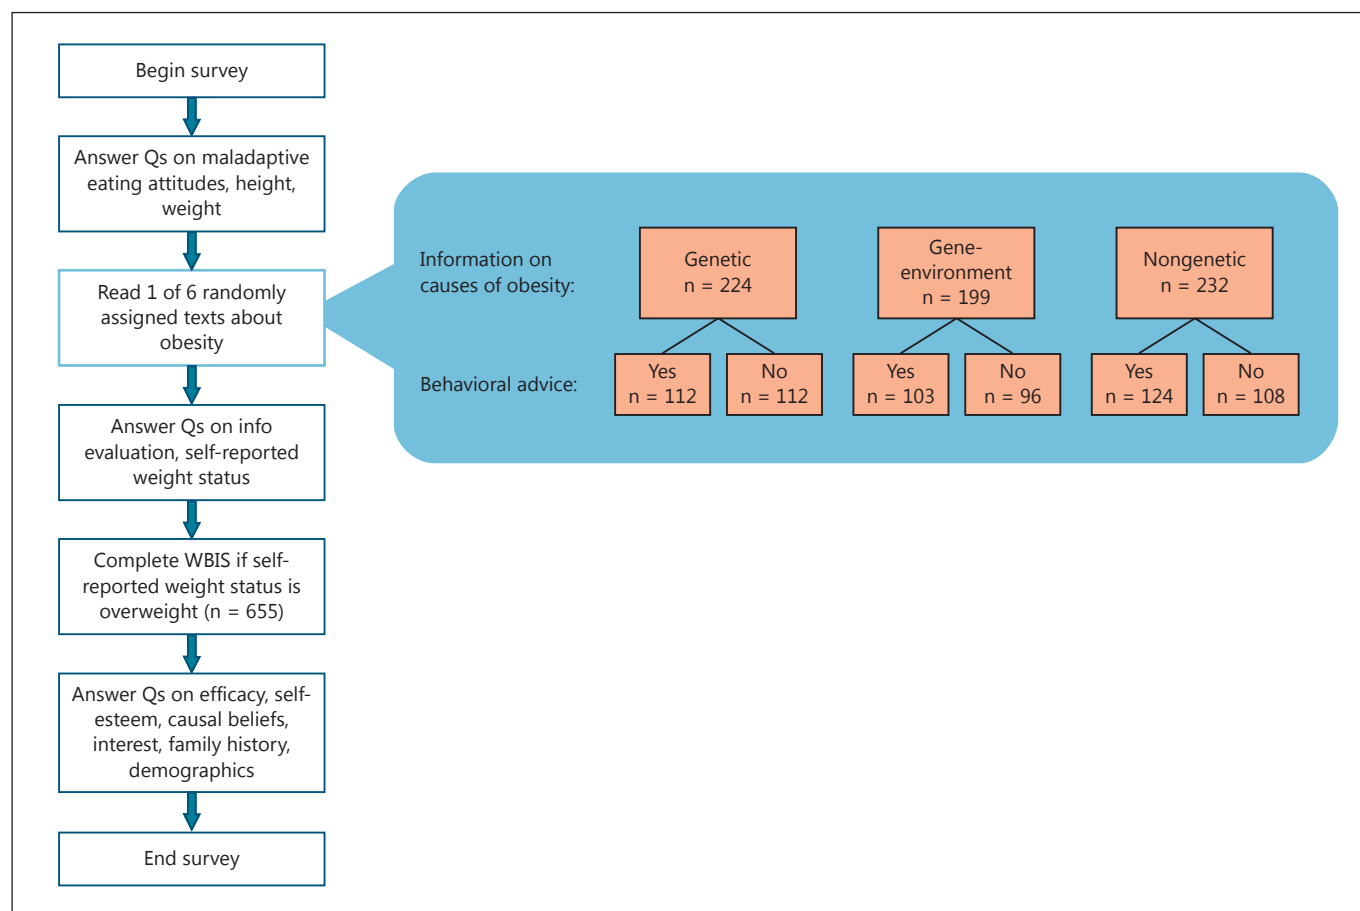 Begin survey
Answer Qs on maladaptive
eating attitudes, height,
weight
Read 1 of 6 randomly
assigned texts about
obesity
Answer Qs on info
evaluation, self-reported
weight status
Complete WBIS if self-
reported weight status is
overweight (n = 655)
Answer Qs on efficacy, self-
esteem, causal beliefs,
interest, family history,
demographics
End survey
Information on
causes of obesity:
Genetic
n = 224
Gene-
environment
n = 199
Nongenetic
n = 232
Behavioral advice:
Yes
n = 112
No
n = 112
Yes
n = 103
No
n = 96
Yes
n = 124
No
n = 108